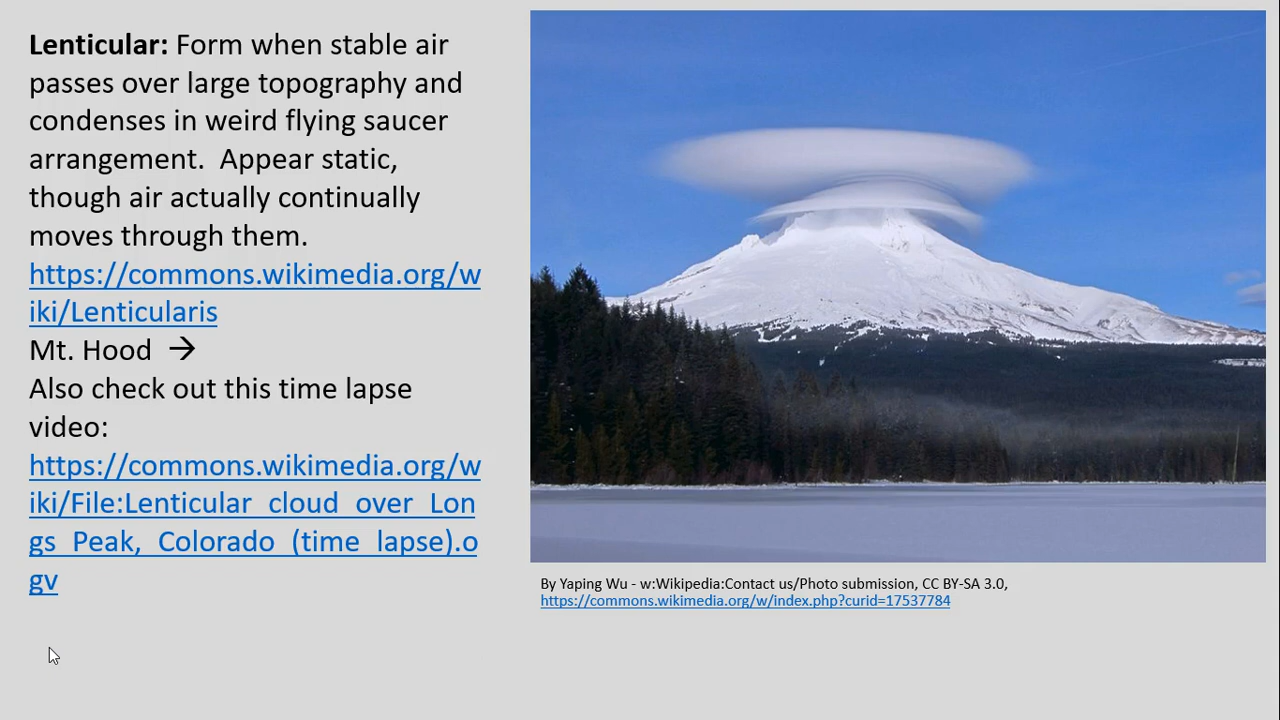 Lenticular: Form when stable air
passes over large topography and
condenses in weird flying saucer
arrangement.  Appear static,
though air actually continually
moves through them.
https://commons.wikimedia.org/w
iki/Lenticularis
Mt. Hood →
Also check out this time lapse
video:
https://commons.wikimedia.org/w
iki/File:Lenticular_cloud_over_Lon
gs_Peak,_Colorado_(time_lapse).o
gv
By Yaping Wu - w:Wikipedia:Contact us/Photo submission, CC BY-SA 3.0,
https://commons.wikimedia.org/w/index.php?curid=17537784